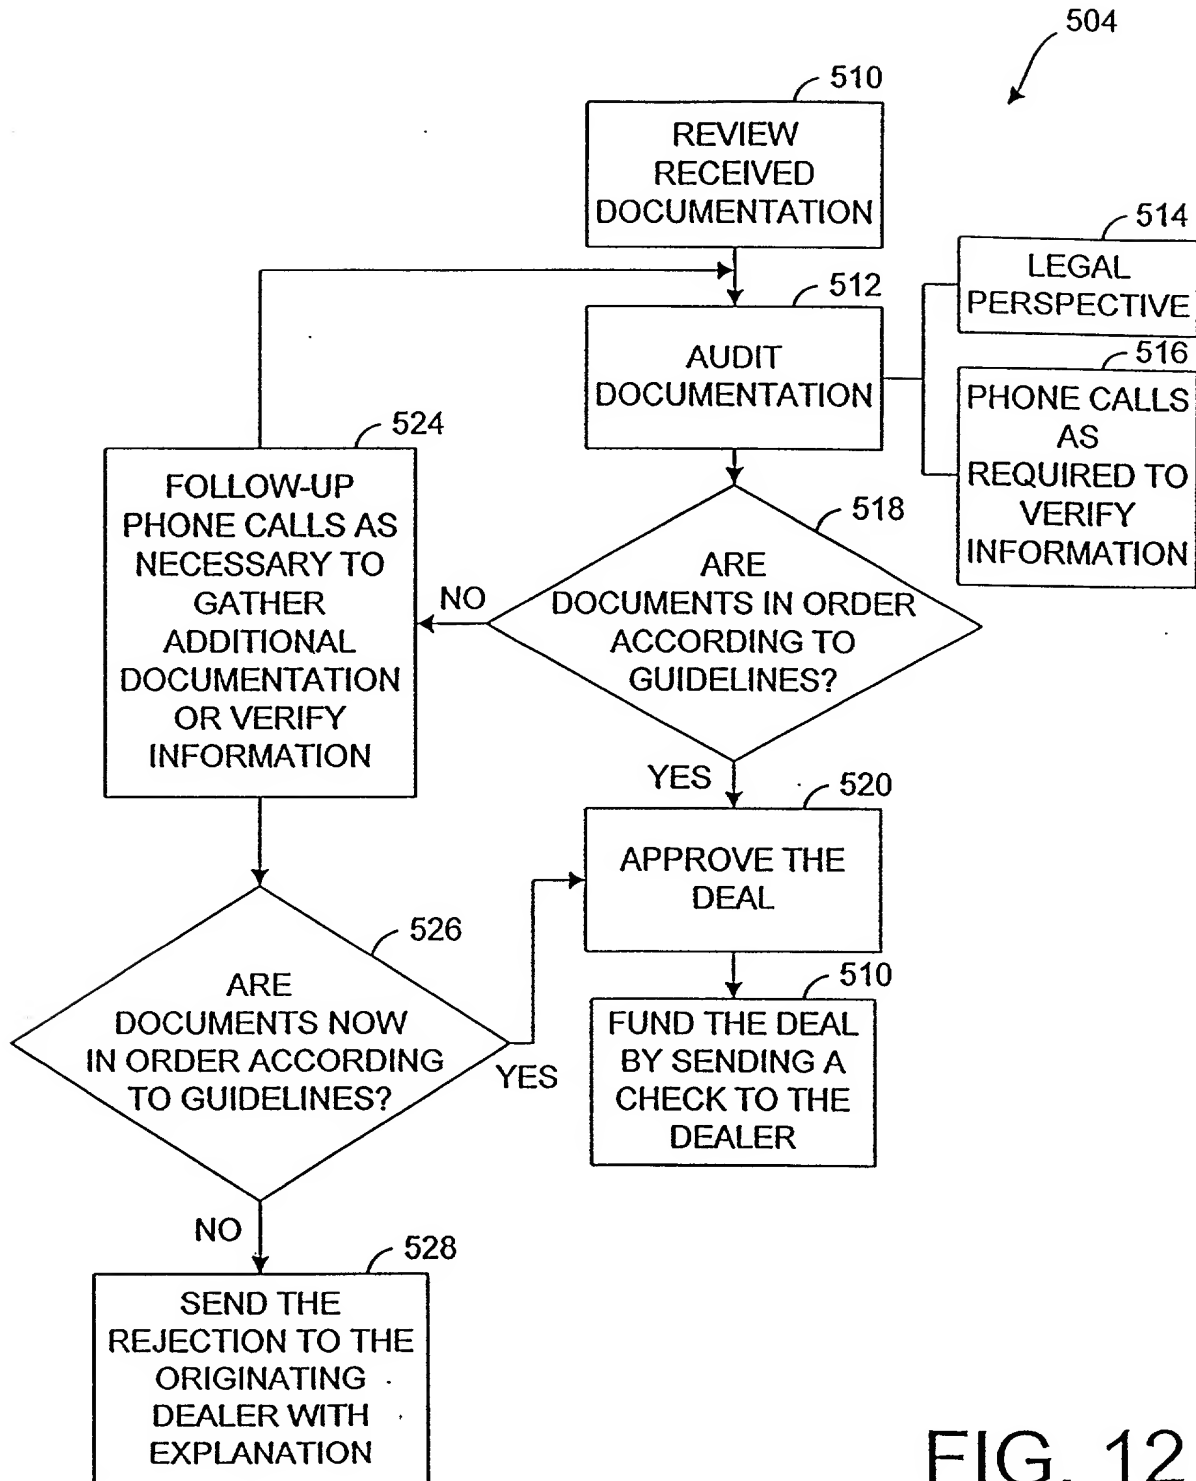 504
510
REVIEW
RECEIVED
DOCUMENTATION
512
AUDIT
DOCUMENTATION
514
LEGAL
PERSPECTIVE
516
PHONE CALLS
AS
REQUIRED TO
VERIFY
INFORMATION
518
ARE
DOCUMENTS IN ORDER
ACCORDING TO
GUIDELINES?
NO
524
FOLLOW-UP
PHONE CALLS AS
NECESSARY TO
GATHER
ADDITIONAL
DOCUMENTATION
OR VERIFY
INFORMATION
YES
520
APPROVE THE
DEAL
510
FUND THE DEAL
BY SENDING A
CHECK TO THE
DEALER
526
ARE
DOCUMENTS NOW
IN ORDER ACCORDING
TO GUIDELINES?
YES
NO
528
SEND THE
REJECTION TO THE
ORIGINATING
DEALER WITH
EXPLANATION
FIG. 12